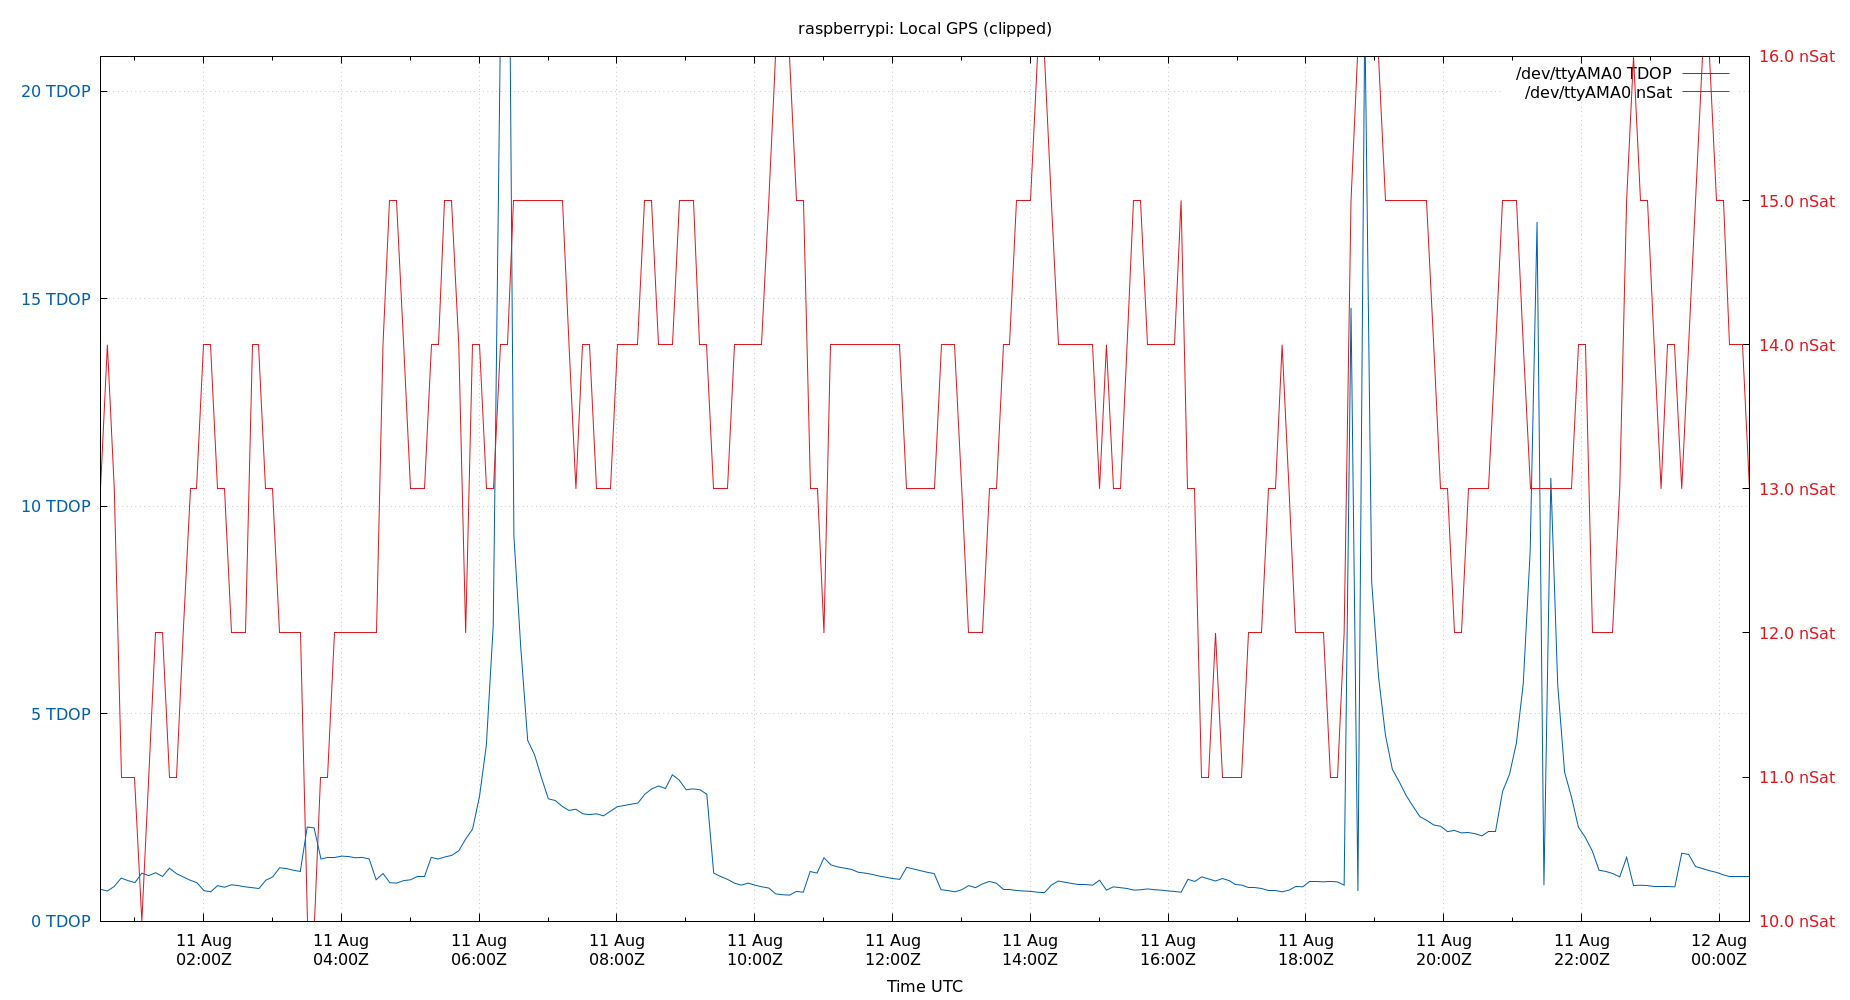 raspberrypi: Local GPS (clipped)
/dev/ttyAMA0 TDOP
/dev/ttyAMA0 nSat
20 TDOP
15 TDOP
10 TDOP
5 TDOP
0 TDOP
16.0 nSat
15.0 nSat
14.0 nSat
13.0 nSat
12.0 nSat
11.0 nSat
10.0 nSat
11 Aug 11 Aug 11 Aug 11 Aug 11 Aug 11 Aug 11 Aug 11 Aug 11 Aug 11 Aug 11 Aug 12 Aug
02:00Z 04:00Z 06:00Z 08:00Z 10:00Z 12:00Z 14:00Z 16:00Z 18:00Z 20:00Z 22:00Z 00:00Z
Time UTC